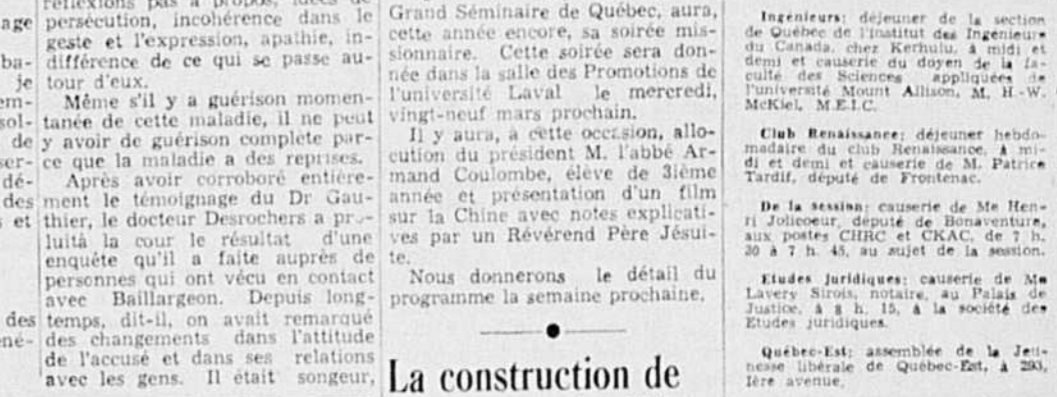 age
ba-
je
em-
sol-
de
ser-
dé-
des
s et
des
né-
réflexions pas à propos, idées de
persécution, incohérence dans le
geste et l'expression, apathie, in-
différence de ce qui se passe au-
tour d'eux.
Même s'il y a guérison momen-
tanée de cette maladie, il ne peut
y avoir de guérison complète par-
ce que la maladie a des reprises.
Après avoir corroboré entière-
ment le témoignage du Dr Gau-
thier, le docteur Desrochers a pro-
luità la cour le résultat d'une
enquête qu'il a faite auprès de
personnes qui ont vécu en contact
avec Baillargeon. Depuis long-
temps, dit-il, on avait remarqué
des changements dans l'attitude
de l'accusé et dans ses relations
avec les gens. Il était songeur,
Grand Séminaire de Québec, aura,
cette année encore, sa soirée mis-
sionnaire. Cette soirée sera don-
née dans la salle des Promotions de
l'université Laval le mercredi,
vingt-neuf mars prochain.
Il y aura, à cette occasion, allo-
cution du président M. l'abbé Ar-
mand Coulombe, élève de 3ième
année et présentation d'un film
sur la Chine avec notes explicati-
ves par un Révérend Père Jésui-
te.
Nous donnerons le détail du
programme la semaine prochaine.
La construction de
Ingénieurs: déjeuner de la section
de Québec de l'Institut des Ingénieurs
du Canada, chez Kerhulu, à midi et
demi et causerie du doyen de la fa-
culté des Sciences appliquées de
l'université Mount Allison, M. H.-W.
McKiel, M.E.I.C.
Club Renaissance: déjeuner hebdo-
madaire du club Renaissance, à mi-
di et demi et causerie de M. Patrice
Tardif, député de Frontenac.
De la session: causerie de Me Hen-
ri Jolicoeur, député de Bonaventure,
aux postes CHRC et CKAC, de 7 h.
30 à 7 h. 45, au sujet de la session.
Etudes juridiques: causerie de Me
Lavery Sirois, notaire, au Palais de
Justice, à 8 h. 15, à la société des
Etudes juridiques.
Québec-Est: assemblée de la Jeu-
nesse libérale de Québec-Est, à 293,
1ère avenue.